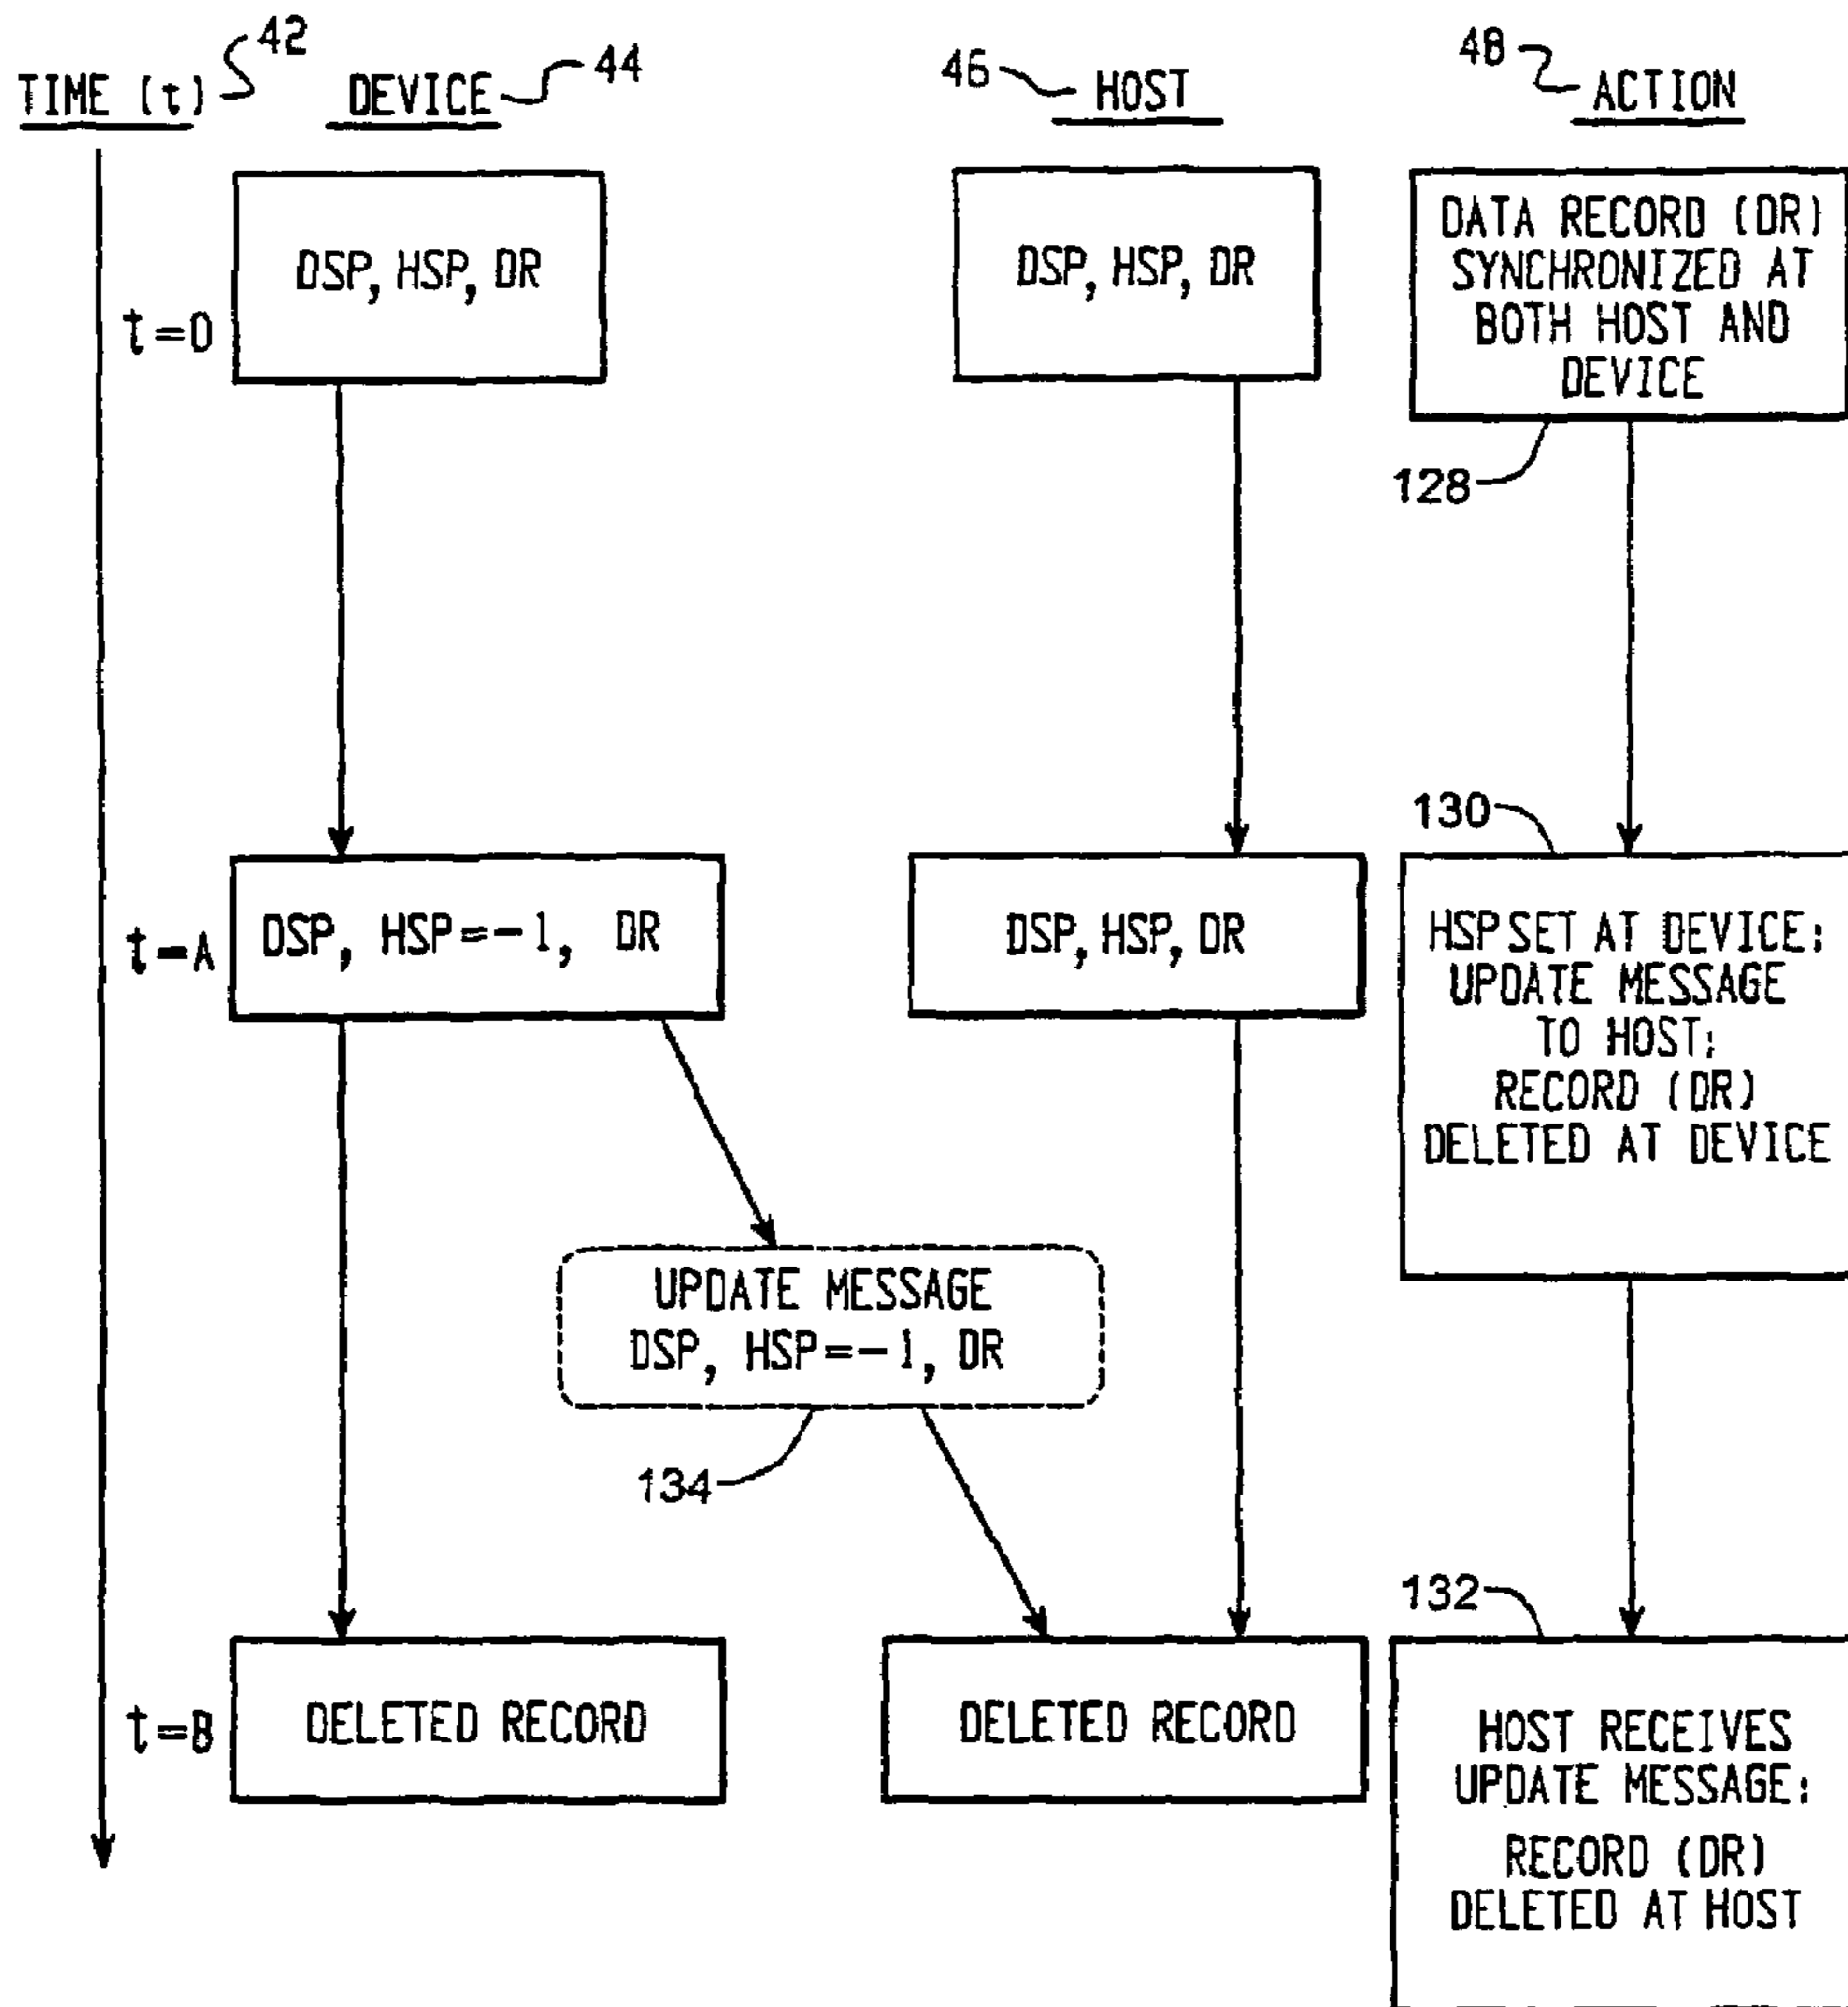 42
44
46
48
TIME (t)
DEVICE
HOST
ACTION
t=0
DSP, HSP, DR
DSP, HSP, DR
DATA RECORD (DR)
SYNCHRONIZED AT
BOTH HOST AND
DEVICE
128
130
t=A
DSP, HSP=-1, DR
DSP, HSP, DR
HSP SET AT DEVICE;
UPDATE MESSAGE
TO HOST;
RECORD (DR)
DELETED AT DEVICE
UPDATE MESSAGE
DSP, HSP=-1, DR
134
132
t=B
DELETED RECORD
DELETED RECORD
HOST RECEIVES
UPDATE MESSAGE;
RECORD (DR)
DELETED AT HOST